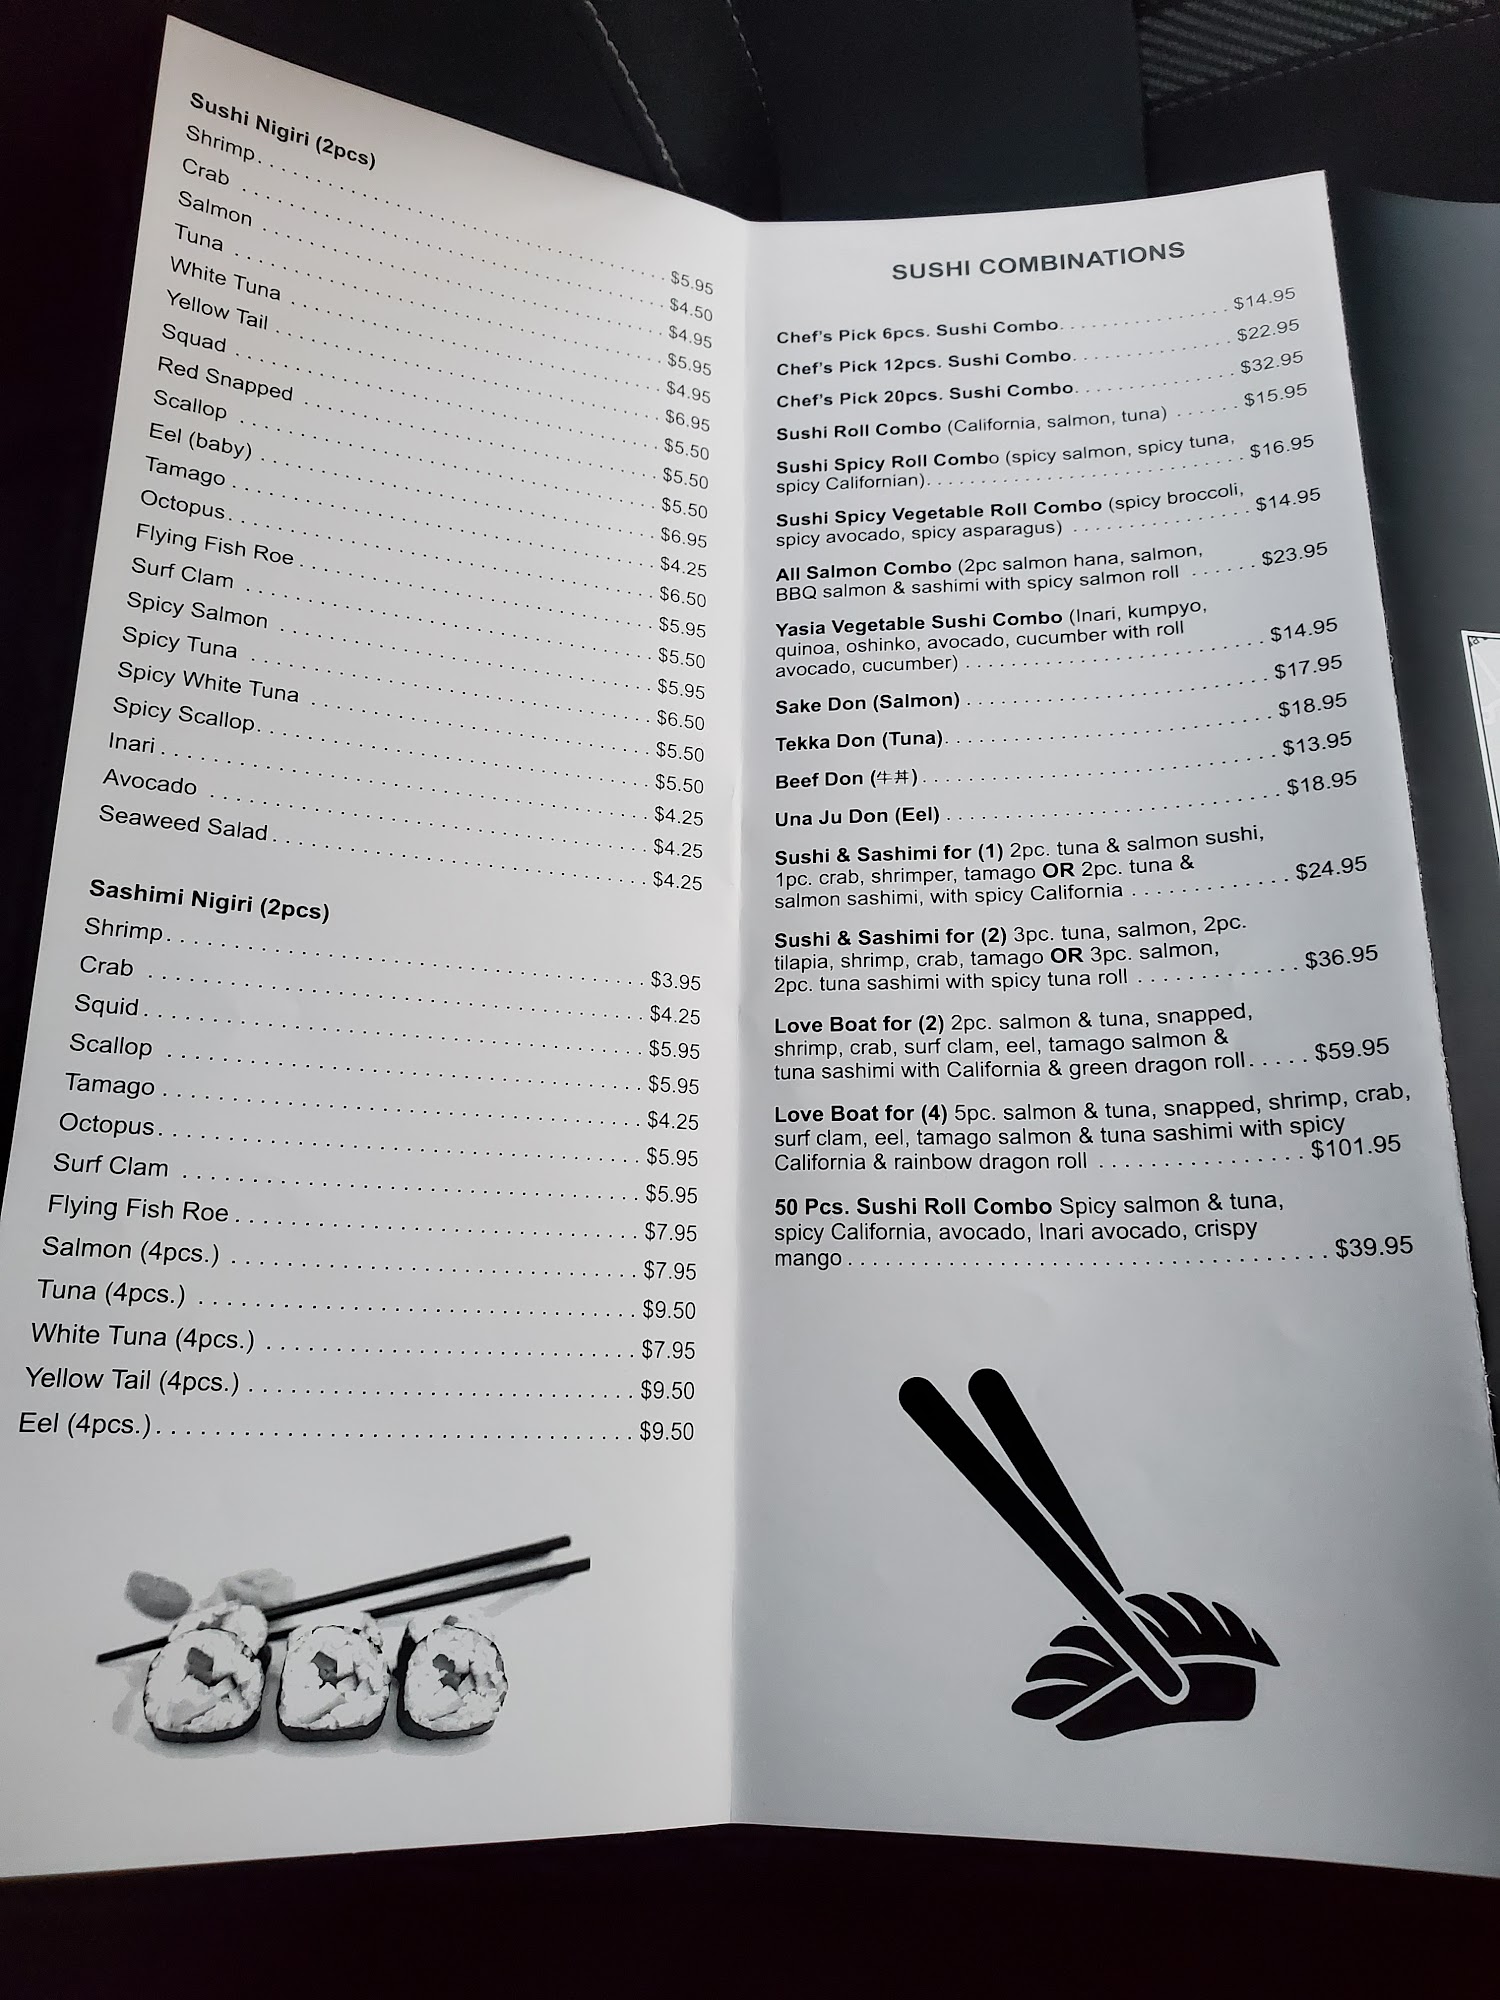 Sushi Nigiri (2pcs)
Shrimp. . . . . . . . . . $5.95
Crab . . . . . . . . . . $4.50
Salmon . . . . . . . . . . $4.95
Tuna . . . . . . . . . . $5.95
White Tuna . . . . . . . . . . $4.95
Yellow Tail . . . . . . . . . . $6.95
Squad . . . . . . . . . . $5.50
Red Snapped . . . . . . . . . . $5.50
Scallop . . . . . . . . . . $5.50
Eel (baby) . . . . . . . . . . $6.95
Tamago . . . . . . . . . . $4.25
Octopus. . . . . . . . . . $6.50
Flying Fish Roe . . . . . . . . . . $5.95
Surf Clam . . . . . . . . . . $5.50
Spicy Salmon . . . . . . . . . . $5.95
Spicy Tuna . . . . . . . . . . $6.50
Spicy White Tuna . . . . . . . . . . $5.50
Spicy Scallop. . . . . . . . . . $5.50
Inari . . . . . . . . . . $4.25
Avocado . . . . . . . . . . $4.25
Seaweed Salad . . . . . . . . . . $4.25
Sashimi Nigiri (2pcs)
Shrimp. . . . . . . . . . $3.95
Crab . . . . . . . . . . $4.25
Squid . . . . . . . . . . $5.95
Scallop . . . . . . . . . . $5.95
Tamago . . . . . . . . . . $4.25
Octopus. . . . . . . . . . $5.95
Surf Clam . . . . . . . . . . $5.95
Flying Fish Roe . . . . . . . . . . $7.95
Salmon (4pcs.) . . . . . . . . . . $7.95
Tuna (4pcs.) . . . . . . . . . . $9.50
White Tuna (4pcs.) . . . . . . . . . . $7.95
Yellow Tail (4pcs.) . . . . . . . . . . $9.50
Eel (4pcs.). . . . . . . . . . $9.50
SUSHI COMBINATIONS
Chef's Pick 6pcs. Sushi Combo. . . . . . . . . . $14.95
Chef's Pick 12pcs. Sushi Combo. . . . . . . . . . $22.95
Chef's Pick 20pcs. Sushi Combo. . . . . . . . . . $32.95
Sushi Roll Combo (California, salmon, tuna) . . . . . . $15.95
Sushi Spicy Roll Combo (spicy salmon, spicy tuna,
spicy Californian). . . . . . . . . . $16.95
Sushi Spicy Vegetable Roll Combo (spicy broccoli,
spicy avocado, spicy asparagus) . . . . . . . . . . $14.95
All Salmon Combo (2pc salmon hana, salmon,
BBQ salmon & sashimi with spicy salmon roll . . . . . . $23.95
Yasia Vegetable Sushi Combo (Inari, kumpyo,
quinoa, oshinko, avocado, cucumber with roll
avocado, cucumber) . . . . . . . . . . $14.95
Sake Don (Salmon) . . . . . . . . . . $17.95
Tekka Don (Tuna). . . . . . . . . . $18.95
Beef Don (牛丼) . . . . . . . . . . $13.95
Una Ju Don (Eel) . . . . . . . . . . $18.95
Sushi & Sashimi for (1) 2pc. tuna & salmon sushi,
1pc. crab, shrimper, tamago OR 2pc. tuna &
salmon sashimi, with spicy California . . . . . . . . . . $24.95
Sushi & Sashimi for (2) 3pc. tuna, salmon, 2pc.
tilapia, shrimp, crab, tamago OR 3pc. salmon,
2pc. tuna sashimi with spicy tuna roll . . . . . . . . . . $36.95
Love Boat for (2) 2pc. salmon & tuna, snapped,
shrimp, crab, surf clam, eel, tamago salmon &
tuna sashimi with California & green dragon roll. . . . . $59.95
Love Boat for (4) 5pc. salmon & tuna, snapped, shrimp, crab,
surf clam, eel, tamago salmon & tuna sashimi with spicy
California & rainbow dragon roll . . . . . . . . . . $101.95
50 Pcs. Sushi Roll Combo Spicy salmon & tuna,
spicy California, avocado, Inari avocado, crispy
mango . . . . . . . . . . $39.95